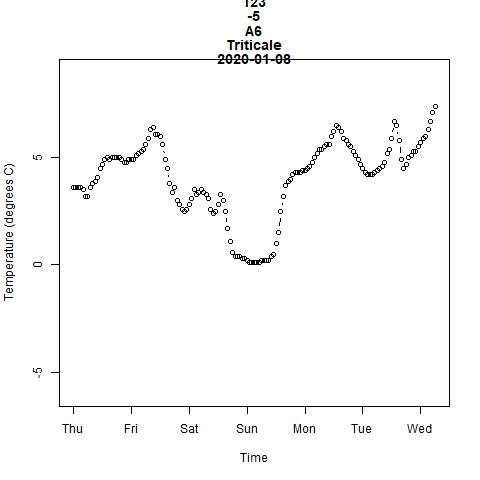 123
-5
A6
Triticale
2020-01-08
Temperature (degrees C)
5
0
-5
Thu Fri Sat Sun Mon Tue Wed
Time